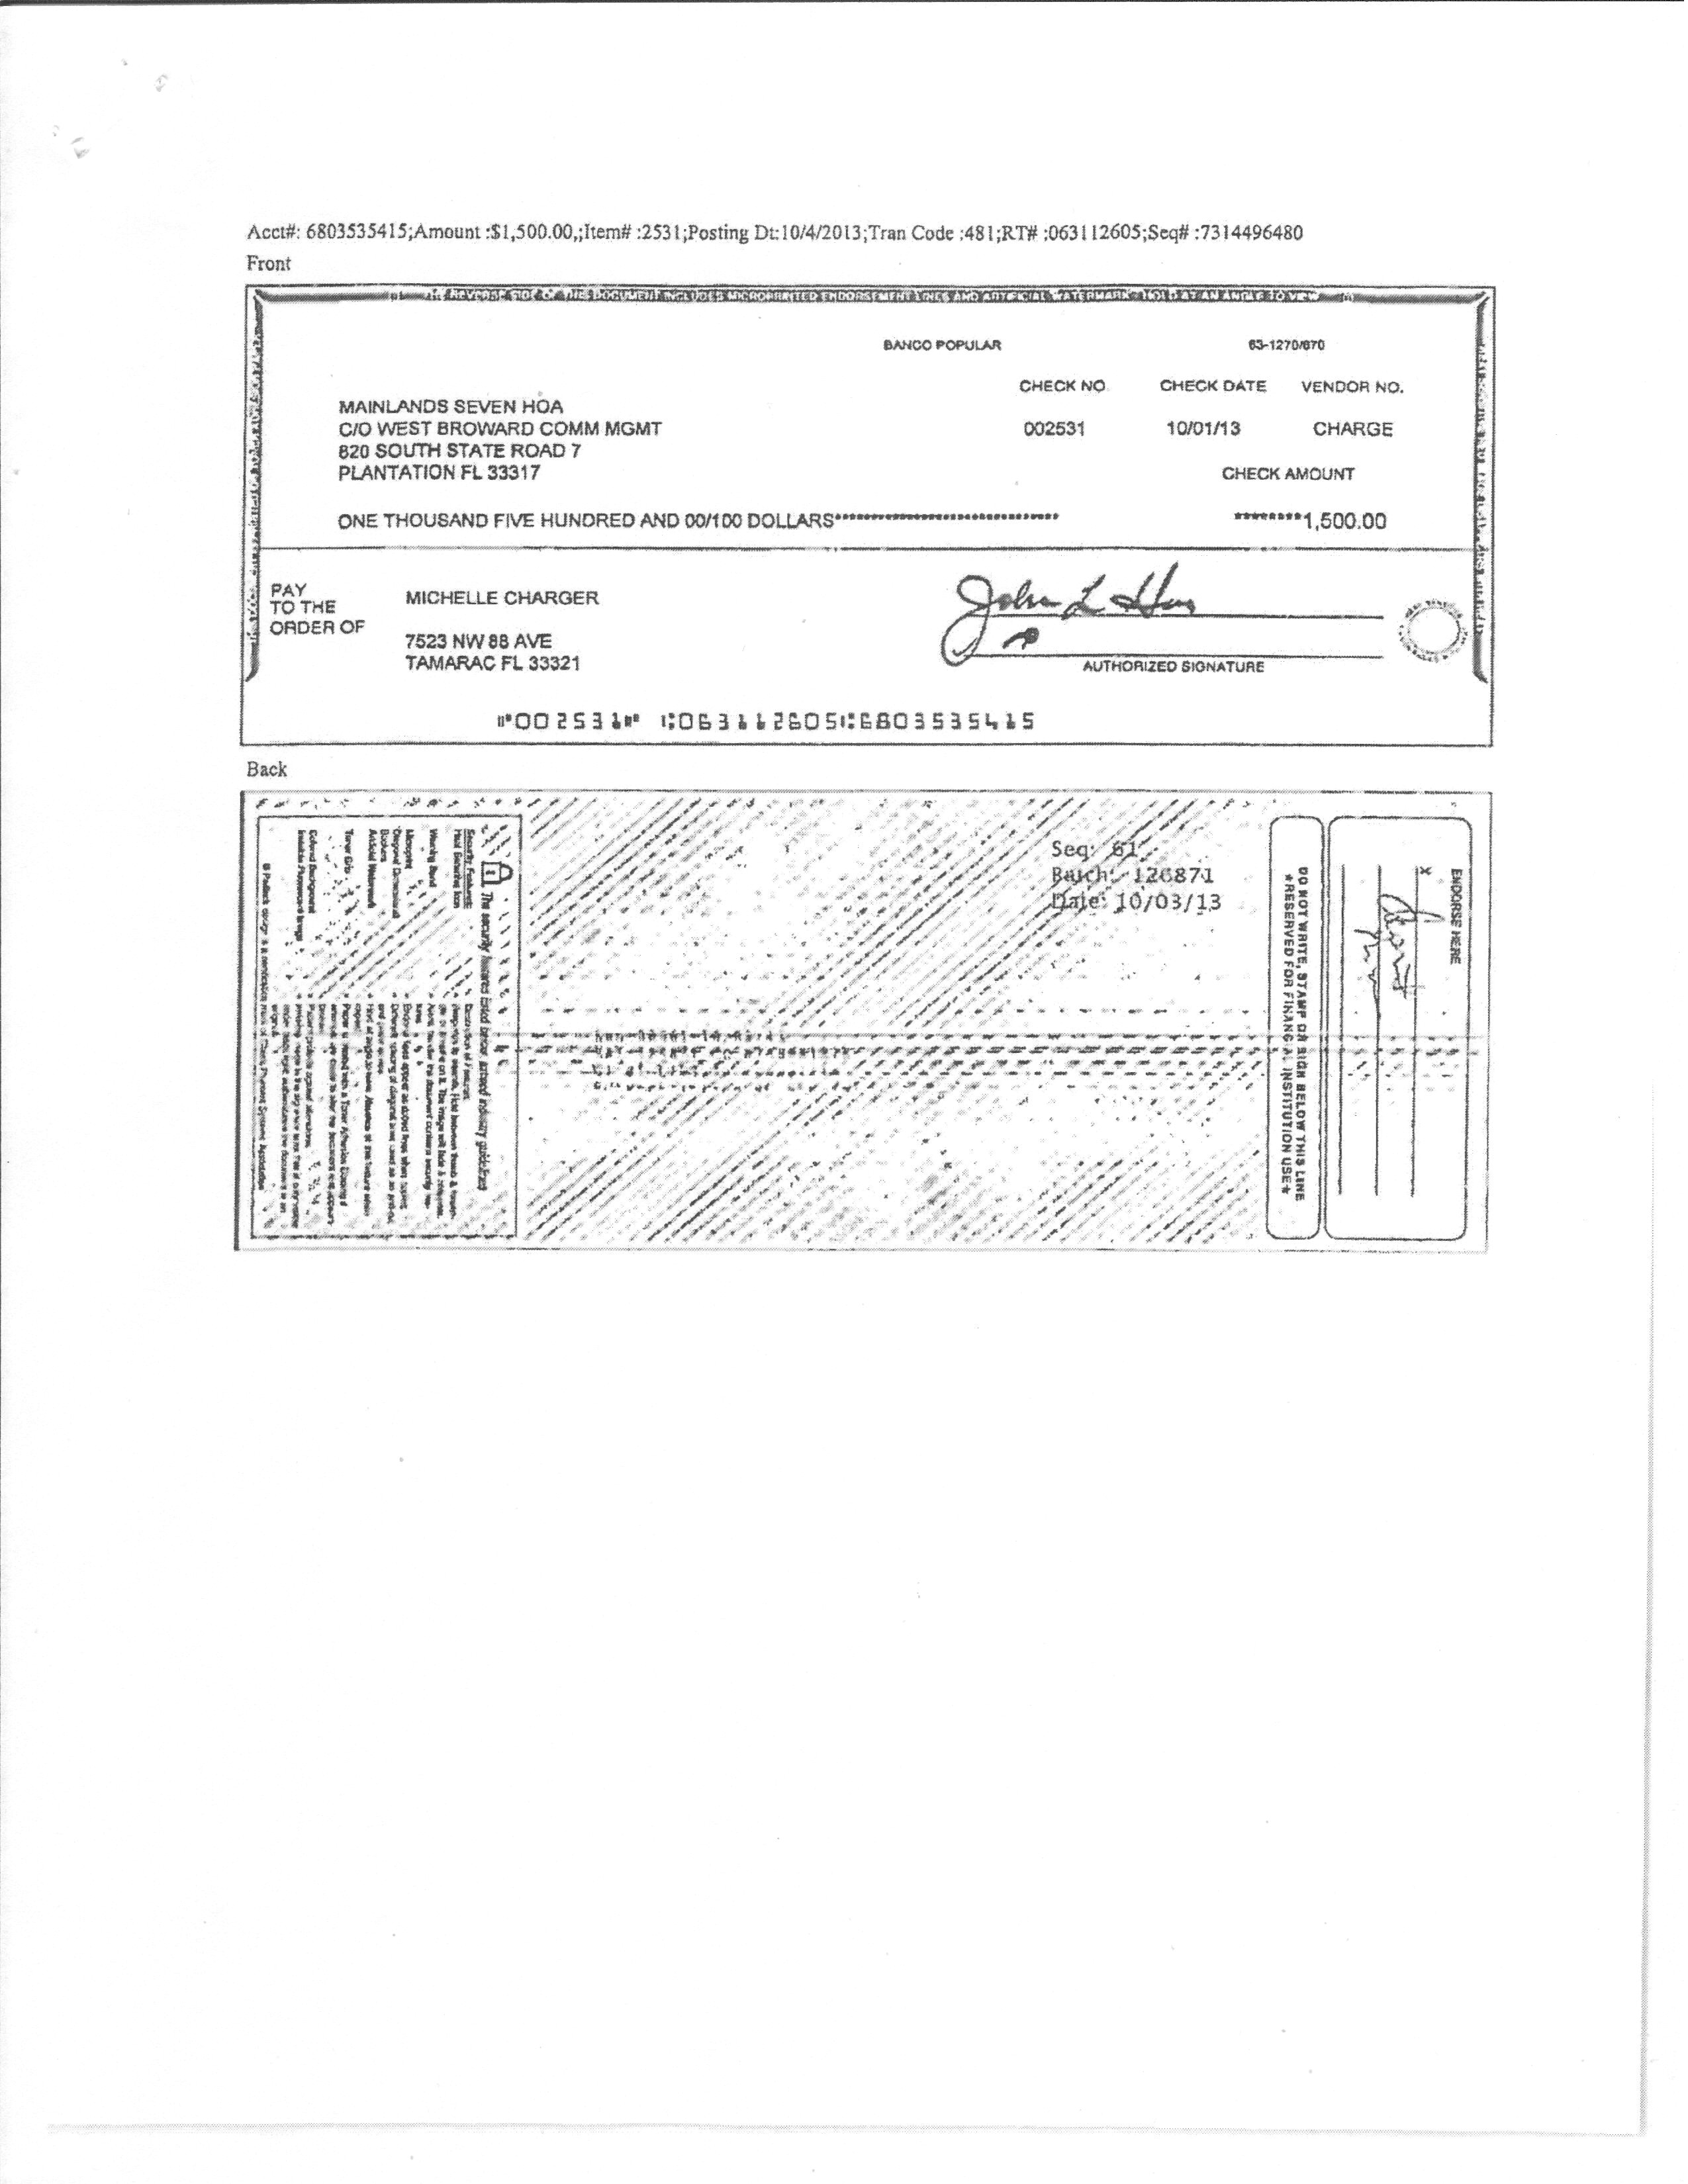 Acct#: 6803535415;Amount :$1,500.00,;Item# :2531;Posting Dt:10/4/2013;Tran Code :481;RT# :063112605;Seq# :7314496480
Front
THE REVERSE SIDE OF THIS DOCUMENT INCLUDES MICROPRINTED ENDORSEMENT LINES AND ARTIFICIAL WATERMARK - HOLD AT AN ANGLE TO VIEW
BANCO POPULAR 63-1270/670
CHECK NO. CHECK DATE VENDOR NO.
MAINLANDS SEVEN HOA
C/O WEST BROWARD COMM MGMT
002531 10/01/13 CHARGE
820 SOUTH STATE ROAD 7
PLANTATION FL 33317
CHECK AMOUNT
ONE THOUSAND FIVE HUNDRED AND 00/100 DOLLARS******************************** *********1,500.00
PAY
TO THE
ORDER OF
MICHELLE CHARGER
7523 NW 88 AVE
TAMARAC FL 33321
John L
AUTHORIZED SIGNATURE
⑈002531⑈ ⑆063112605⑆6803535415
Back
Seq: 61
Batch: 126871
Date: 10/03/13
ENDORSE HERE
X
DO NOT WRITE, STAMP OR SIGN BELOW THIS LINE
*RESERVED FOR FINANCIAL INSTITUTION USE*
The security features listed below exceed industry guidelines
Security Features: